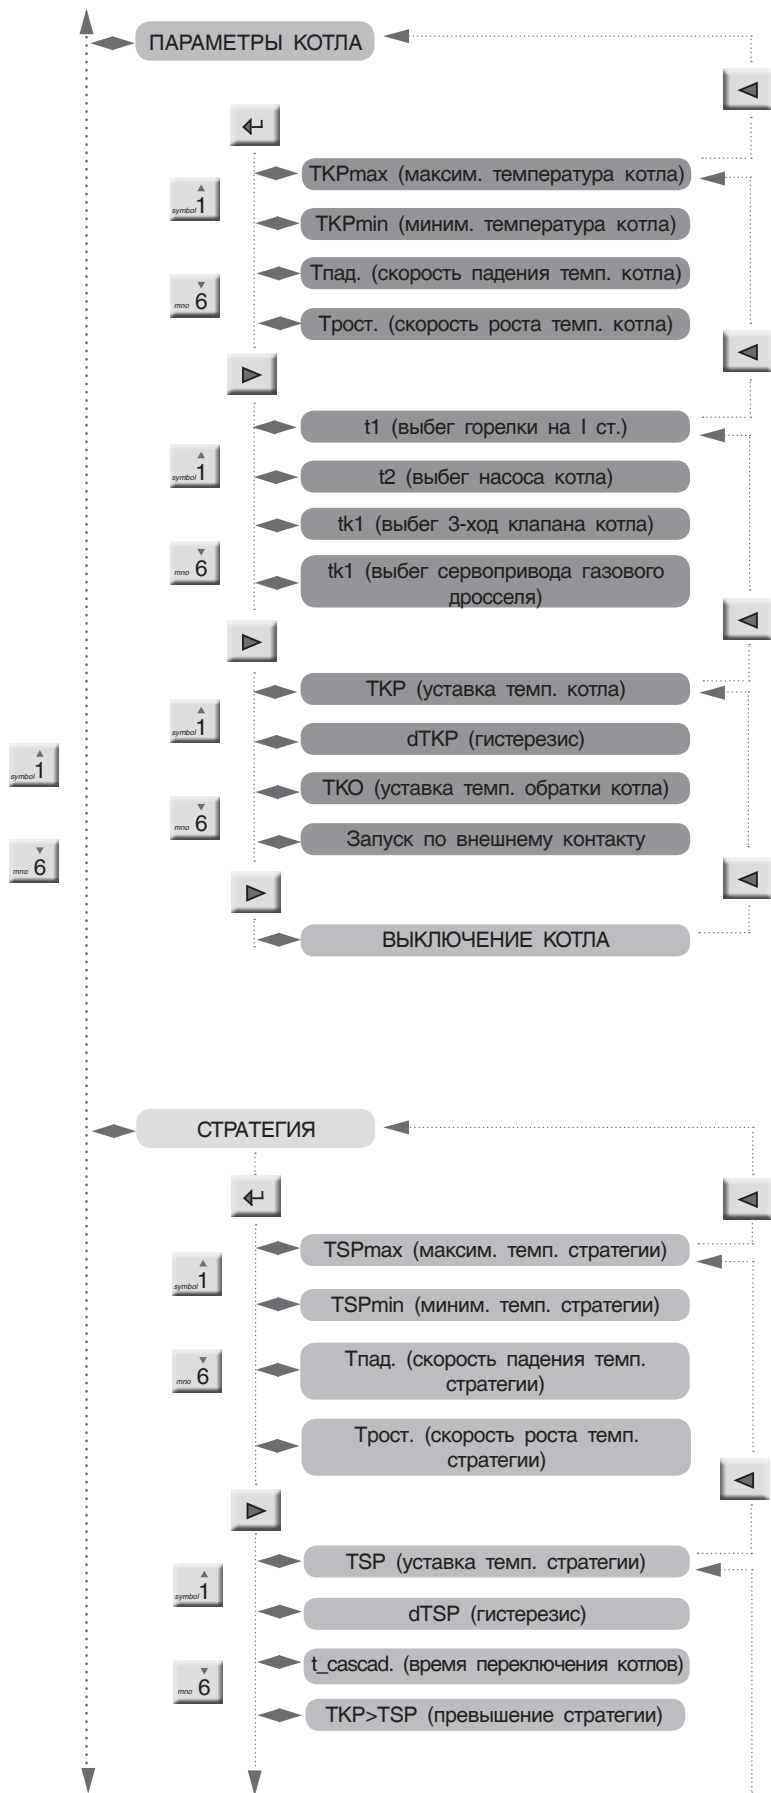 ПАРАМЕТРЫ КОТЛА
TKPmax (максим. температура котла)
symbol 1
TKPmin (миним. температура котла)
Тпад. (скорость падения темп. котла)
mno 6
Трост. (скорость роста темп. котла)
t1 (выбег горелки на I ст.)
symbol 1
t2 (выбег насоса котла)
tk1 (выбег 3-ход клапана котла)
mno 6
tk1 (выбег сервопривода газового
дросселя)
TKP (уставка темп. котла)
symbol 1
dTKP (гистерезис)
symbol 1
TKO (уставка темп. обратки котла)
mno 6
Запуск по внешнему контакту
mno 6
ВЫКЛЮЧЕНИЕ КОТЛА
СТРАТЕГИЯ
TSPmax (максим. темп. стратегии)
symbol 1
TSPmin (миним. темп. стратегии)
Тпад. (скорость падения темп.
стратегии)
mno 6
Трост. (скорость роста темп.
стратегии)
TSP (уставка темп. стратегии)
symbol 1
dTSP (гистерезис)
t_cascad. (время переключения котлов)
mno 6
TKP>TSP (превышение стратегии)